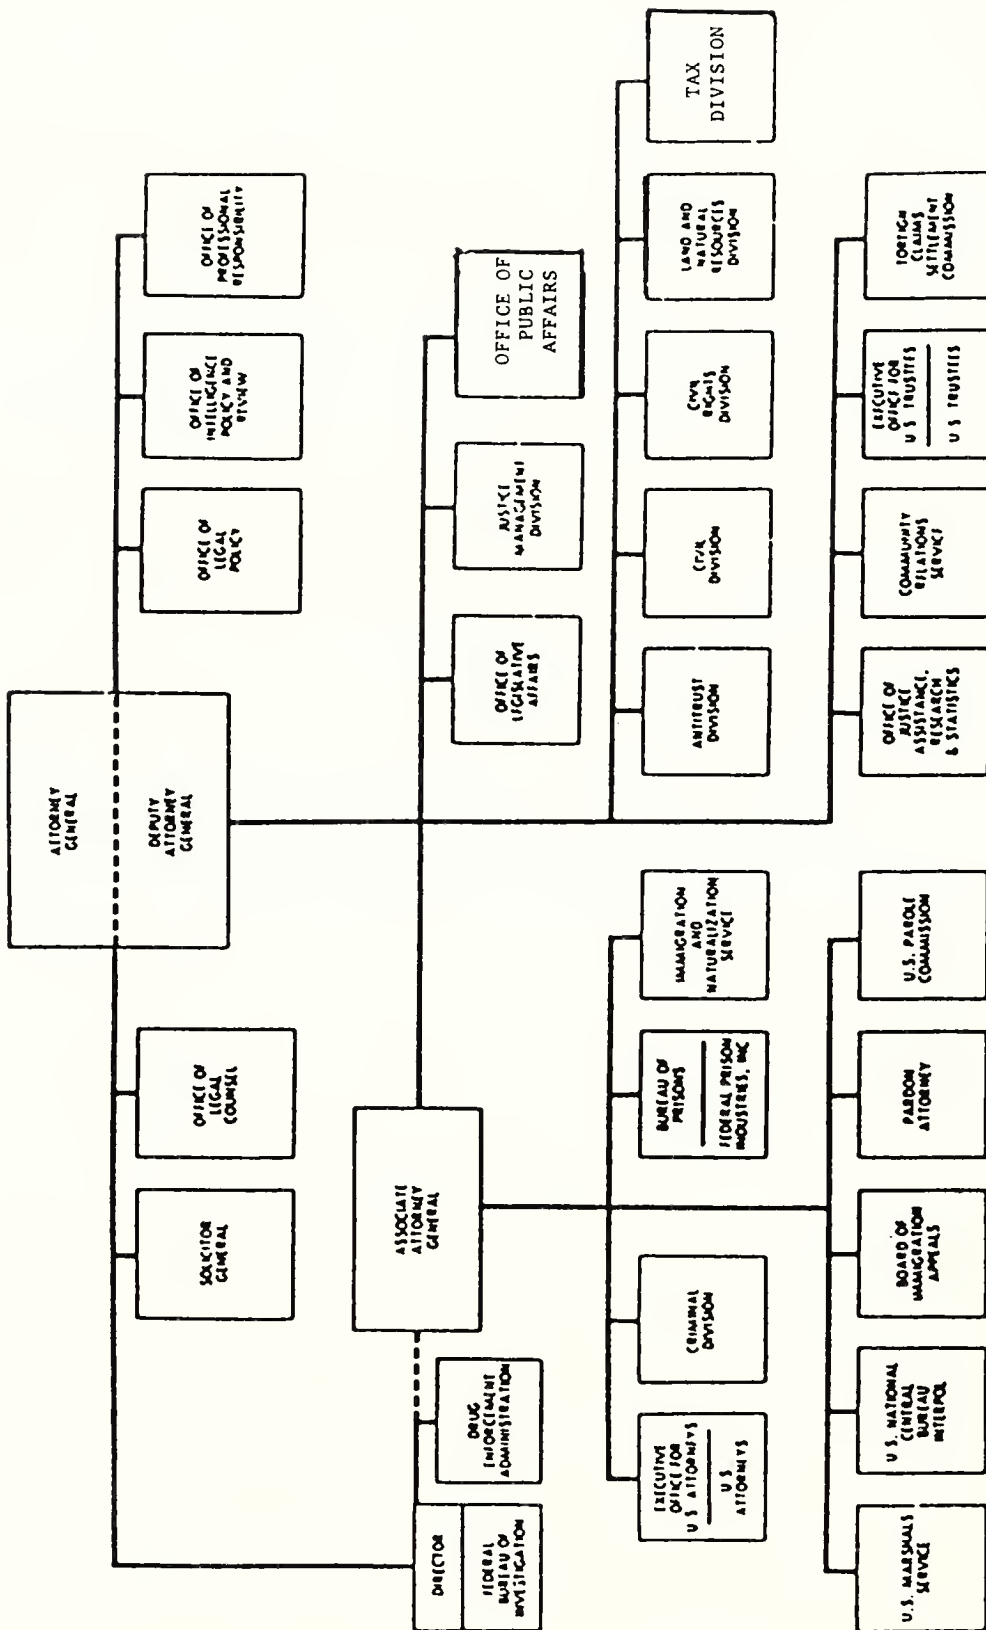 ATTORNEY
GENERAL
DEPUTY
ATTORNEY
GENERAL
SOLICITOR
GENERAL
OFFICE OF
LEGAL
COUNSEL
OFFICE OF
LEGAL
POLICY
OFFICE OF
INTELLIGENCE
POLICY AND
REVIEW
OFFICE OF
PROFESSIONAL
RESPONSIBILITY
DIRECTOR
FEDERAL
BUREAU OF
INVESTIGATION
DRUG
ENFORCEMENT
ADMINISTRATION
ASSOCIATE
ATTORNEY
GENERAL
OFFICE OF
LEGISLATIVE
AFFAIRS
JUSTICE
MANAGEMENT
DIVISION
OFFICE OF
PUBLIC
AFFAIRS
EXECUTIVE
OFFICE FOR
U S ATTORNEYS
U S
ATTORNEYS
CRIMINAL
DIVISION
BUREAU OF
PRISONS
FEDERAL PRISON
INDUSTRIES, INC
IMMIGRATION
AND
NATURALIZATION
SERVICE
ANTITRUST
DIVISION
CIVIL
DIVISION
CIVIL
RIGHTS
DIVISION
LAND AND
NATURAL
RESOURCES
DIVISION
TAX
DIVISION
U.S. MARSHALS
SERVICE
U S. NATIONAL
CENTRAL
BUREAU
INTERPOL
BOARD OF
IMMIGRATION
APPEALS
PARDON
ATTORNEY
U.S. PAROLE
COMMISSION
OFFICE OF
JUSTICE
ASSISTANCE,
RESEARCH
& STATISTICS
COMMUNITY
RELATIONS
SERVICE
EXECUTIVE
OFFICE FOR
U S TRUSTEES
U S TRUSTEES
FOREIGN
CLAIMS
SETTLEMENT
COMMISSION